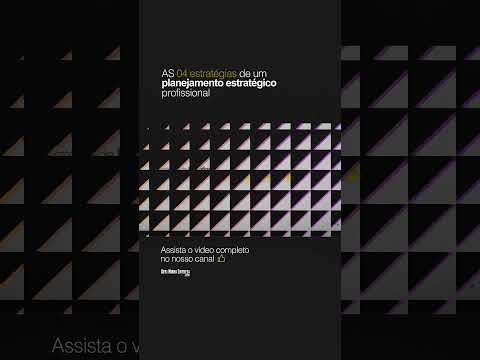 AS 04 estratégias de um
planejamento estratégico
profissional
Assista o vídeo completo
no nosso canal
Assista o v